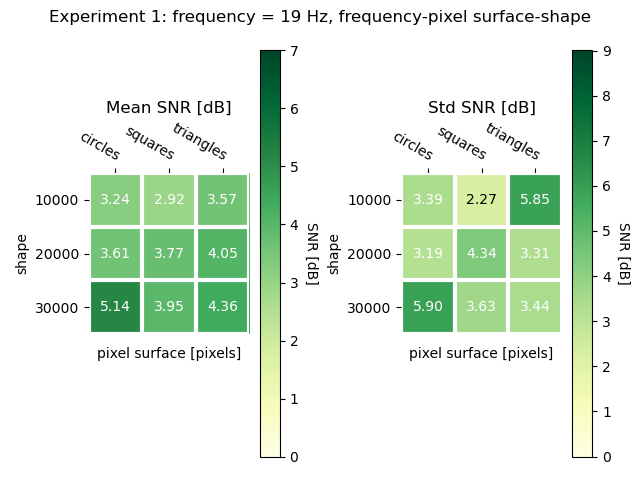 Experiment 1: frequency = 19 Hz, frequency-pixel surface-shape
Mean SNR [dB]
circles squares triangles
shape
10000 3.24 2.92 3.57
20000 3.61 3.77 4.05
30000 5.14 3.95 4.36
pixel surface [pixels]
7
6
5
4
3
2
1
0
SNR [dB]
Std SNR [dB]
circles squares triangles
shape
10000 3.39 2.27 5.85
20000 3.19 4.34 3.31
30000 5.90 3.63 3.44
pixel surface [pixels]
9
8
7
6
5
4
3
2
1
0
SNR [dB]